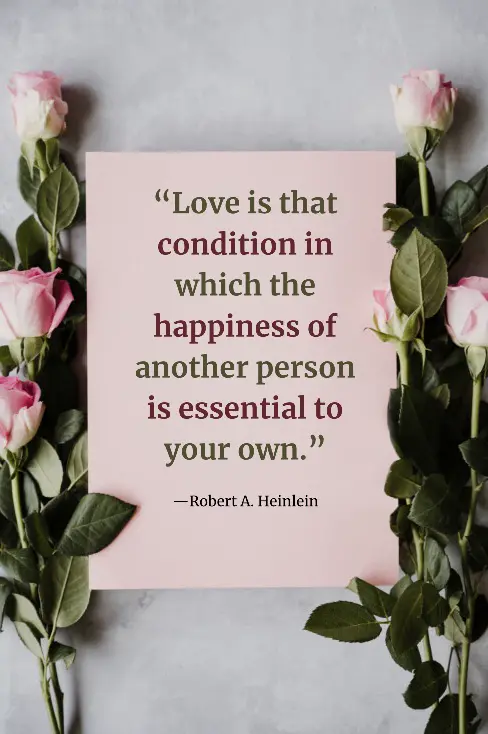 “Love is that
condition in
which the
happiness of
another person
is essential to
your own.”
—Robert A. Heinlein